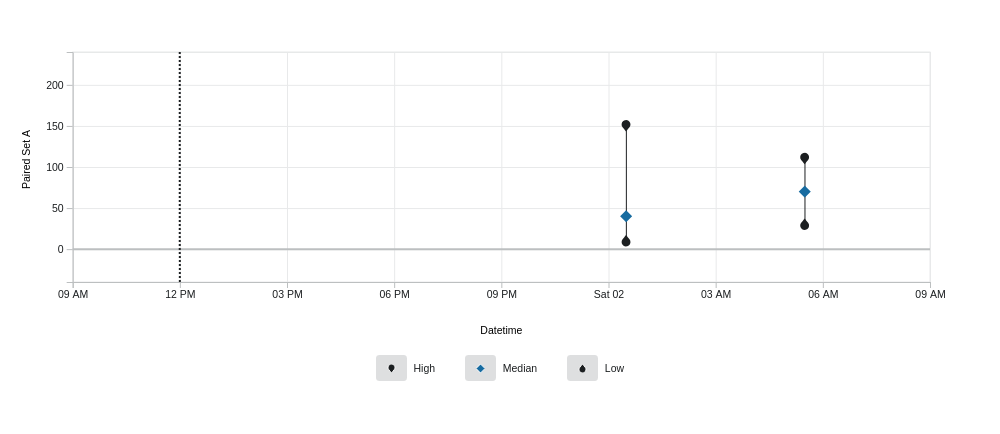 200
150
100
50
0
Paired Set A
09 AM 12 PM 03 PM 06 PM 09 PM Sat 02 03 AM 06 AM 09 AM
Datetime
High Median Low